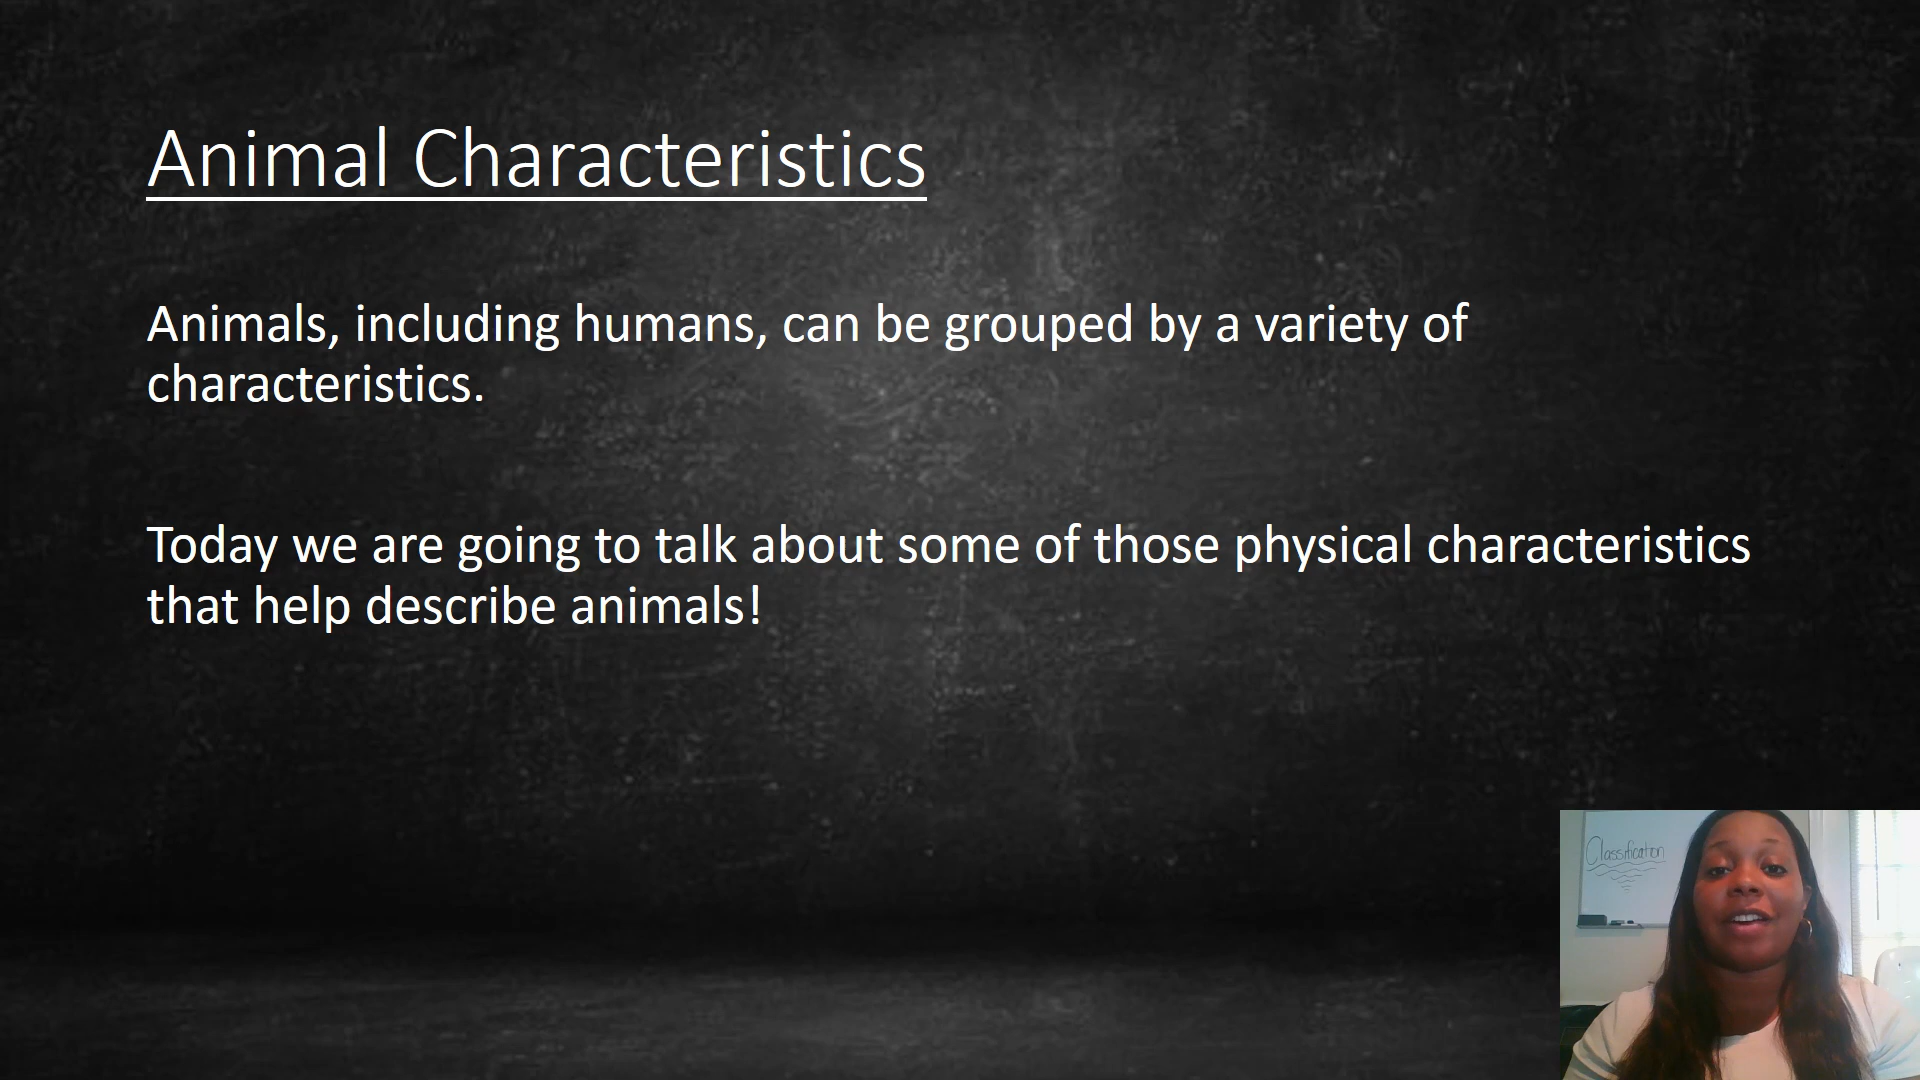 Animal Characteristics
Animals, including humans, can be grouped by a variety of
characteristics.
Today we are going to talk about some of those physical characteristics
that help describe animals!
Classification